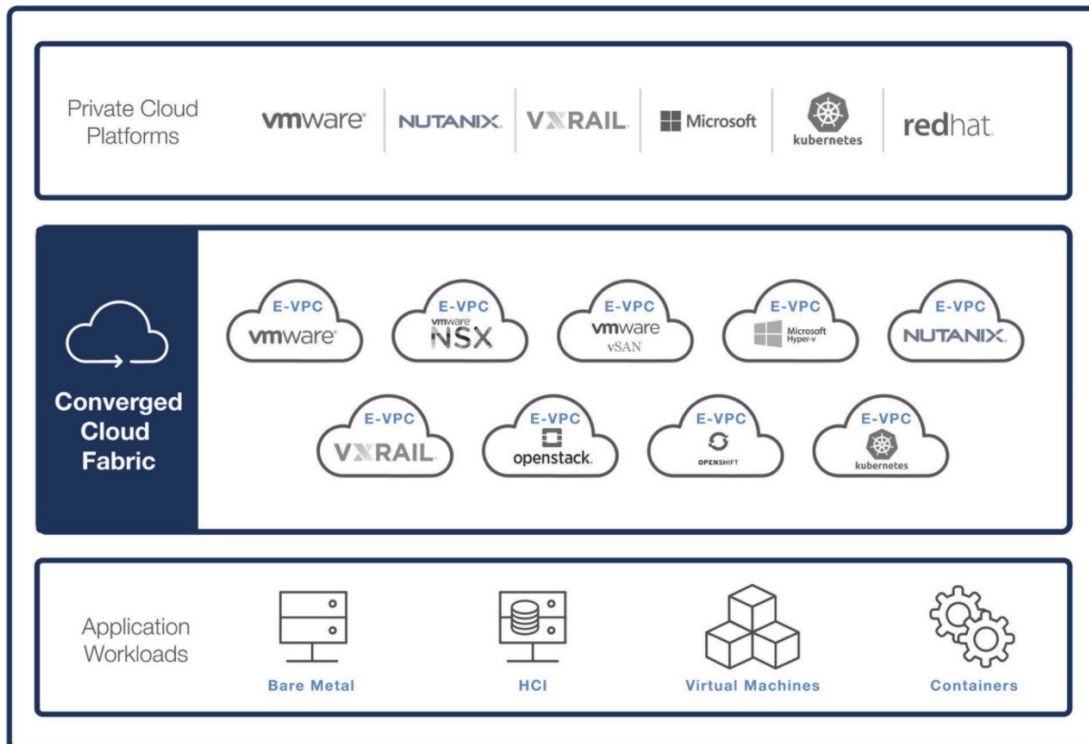 Private Cloud
Platforms
vmware®
NUTANIX.
VXRAIL
Microsoft
kubernetes
redhat.
Converged
Cloud
Fabric
E-VPC
vmware®
E-VPC
vmware®
NSX
E-VPC
vmware
vSAN
E-VPC
Microsoft
Hyper-v
E-VPC
NUTANIX.
E-VPC
VXRAIL
E-VPC
openstack.
E-VPC
OPENSHIFT
E-VPC
kubernetes
Application
Workloads
Bare Metal
HCI
Virtual Machines
Containers